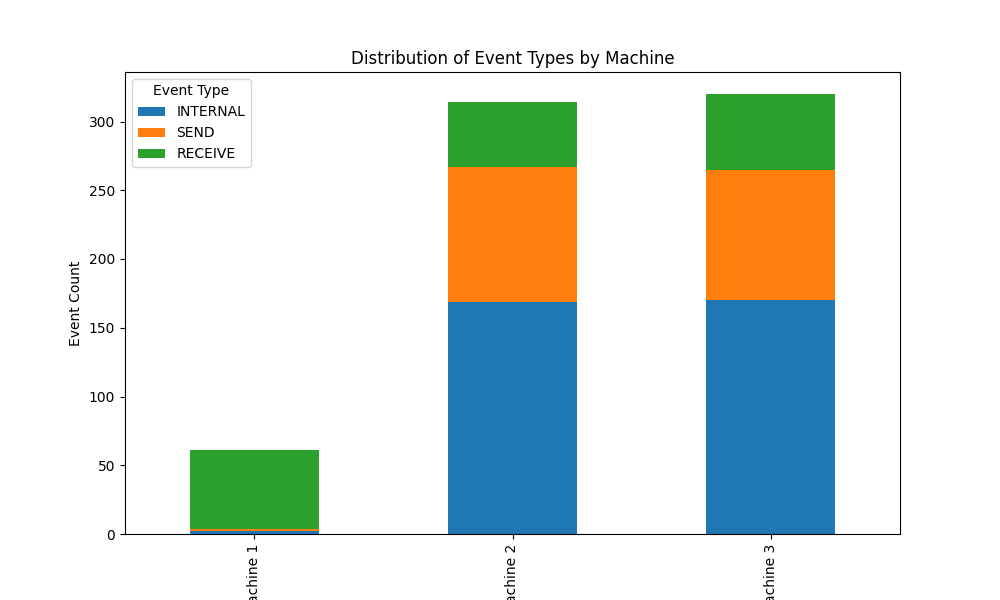 Distribution of Event Types by Machine
Event Type
INTERNAL
SEND
RECEIVE
Event Count
300
250
200
150
100
50
0
achine 1
achine 2
achine 3